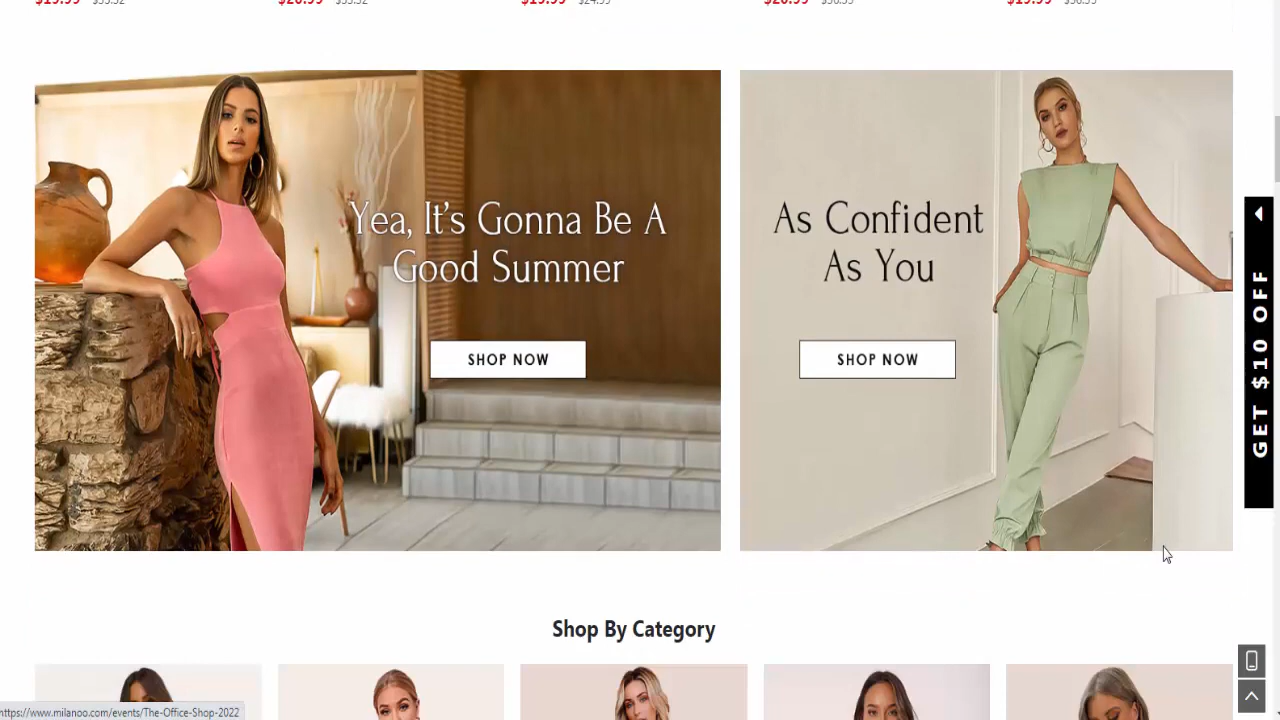 Yea, It's Gonna Be A
Good Summer
SHOP NOW
As Confident
As You
SHOP NOW
GET $10 OFF
Shop By Category
https://www.milanoo.com/events/The-Office-Shop-2022